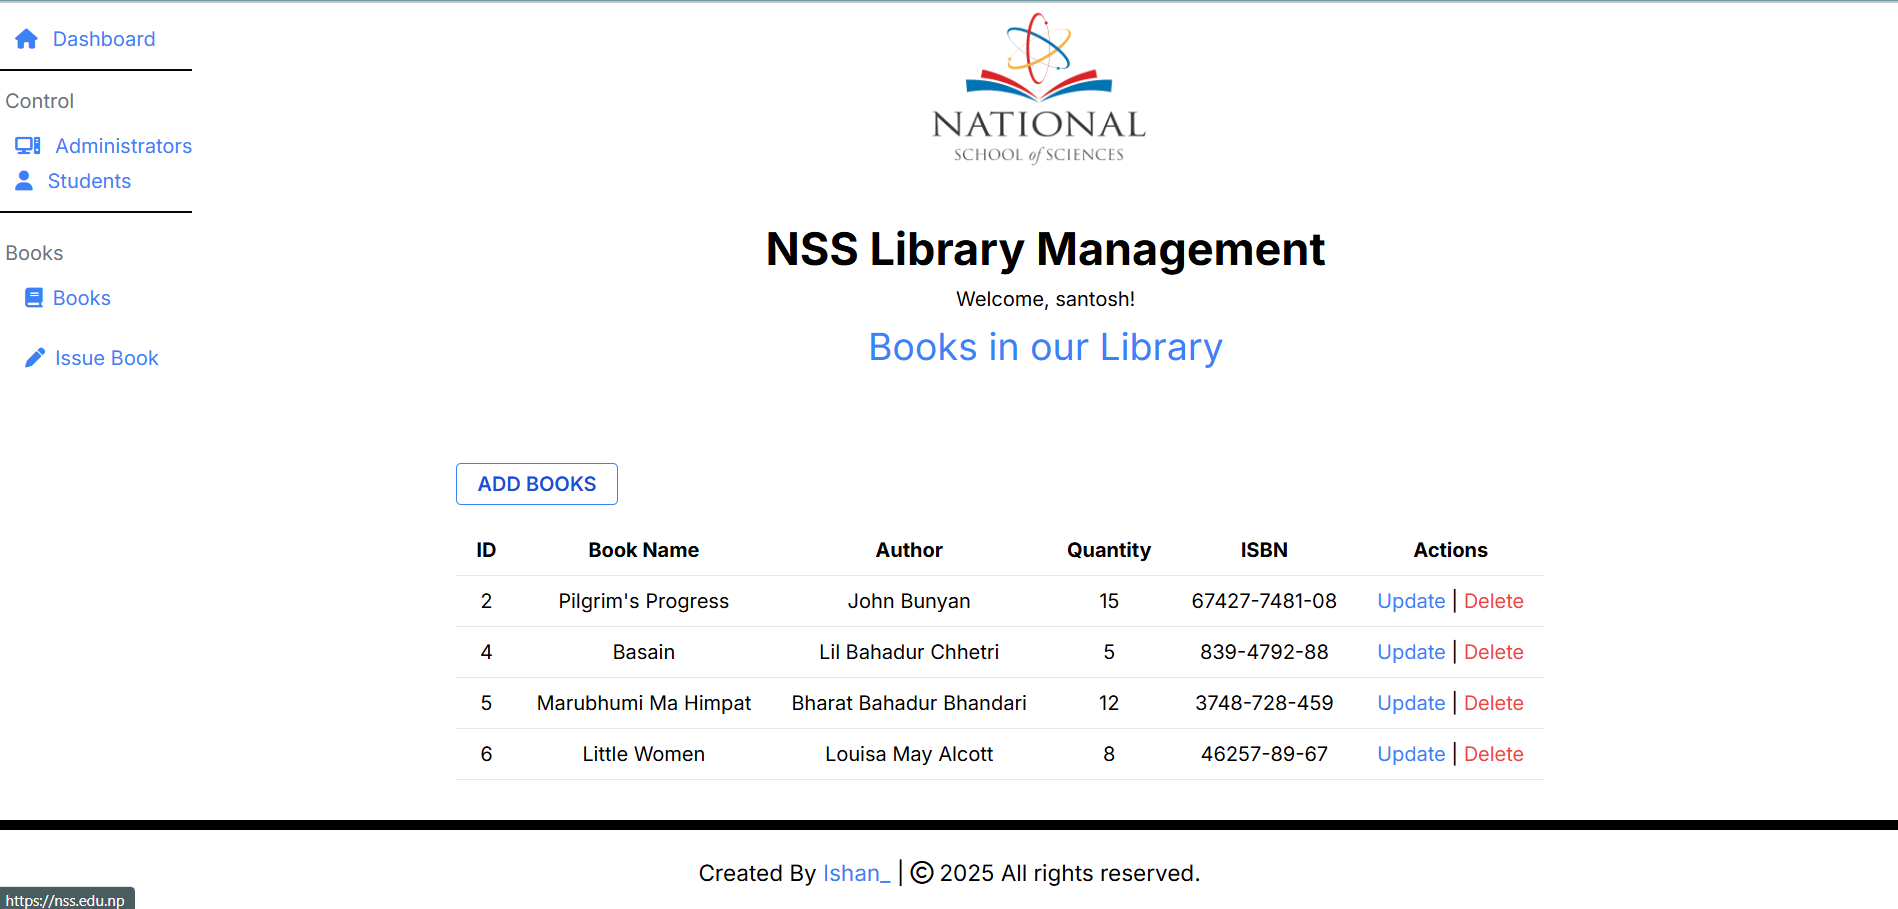 Dashboard
Control
Administrators
Students
Books
Books
Issue Book
NATIONAL
SCHOOL of SCIENCES
NSS Library Management
Welcome, santosh!
Books in our Library
ADD BOOKS
ID Book Name Author Quantity ISBN Actions
2 Pilgrim's Progress John Bunyan 15 67427-7481-08 Update | Delete
4 Basain Lil Bahadur Chhetri 5 839-4792-88 Update | Delete
5 Marubhumi Ma Himpat Bharat Bahadur Bhandari 12 3748-728-459 Update | Delete
6 Little Women Louisa May Alcott 8 46257-89-67 Update | Delete
Created By Ishan_ | © 2025 All rights reserved.
https://nss.edu.np